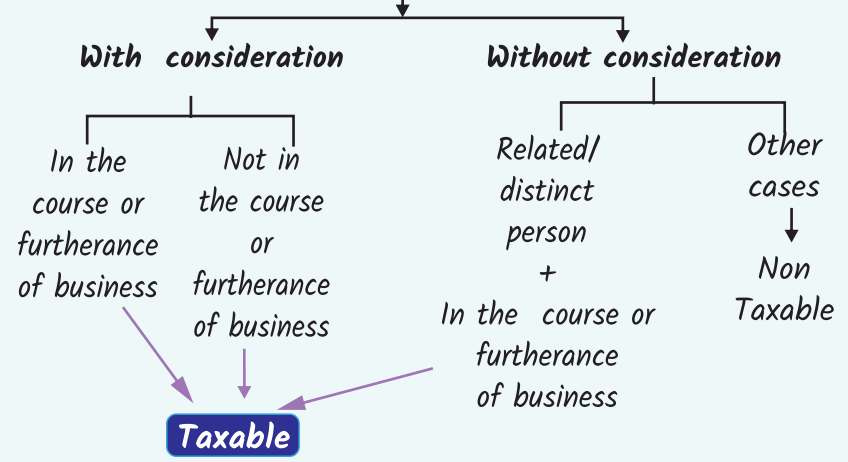 With consideration
Without consideration
In the
course or
furtherance
of business
Not in
the course
or
furtherance
of business
Related/
distinct
person
+
In the course or
furtherance
of business
Other
cases
Non
Taxable
Taxable